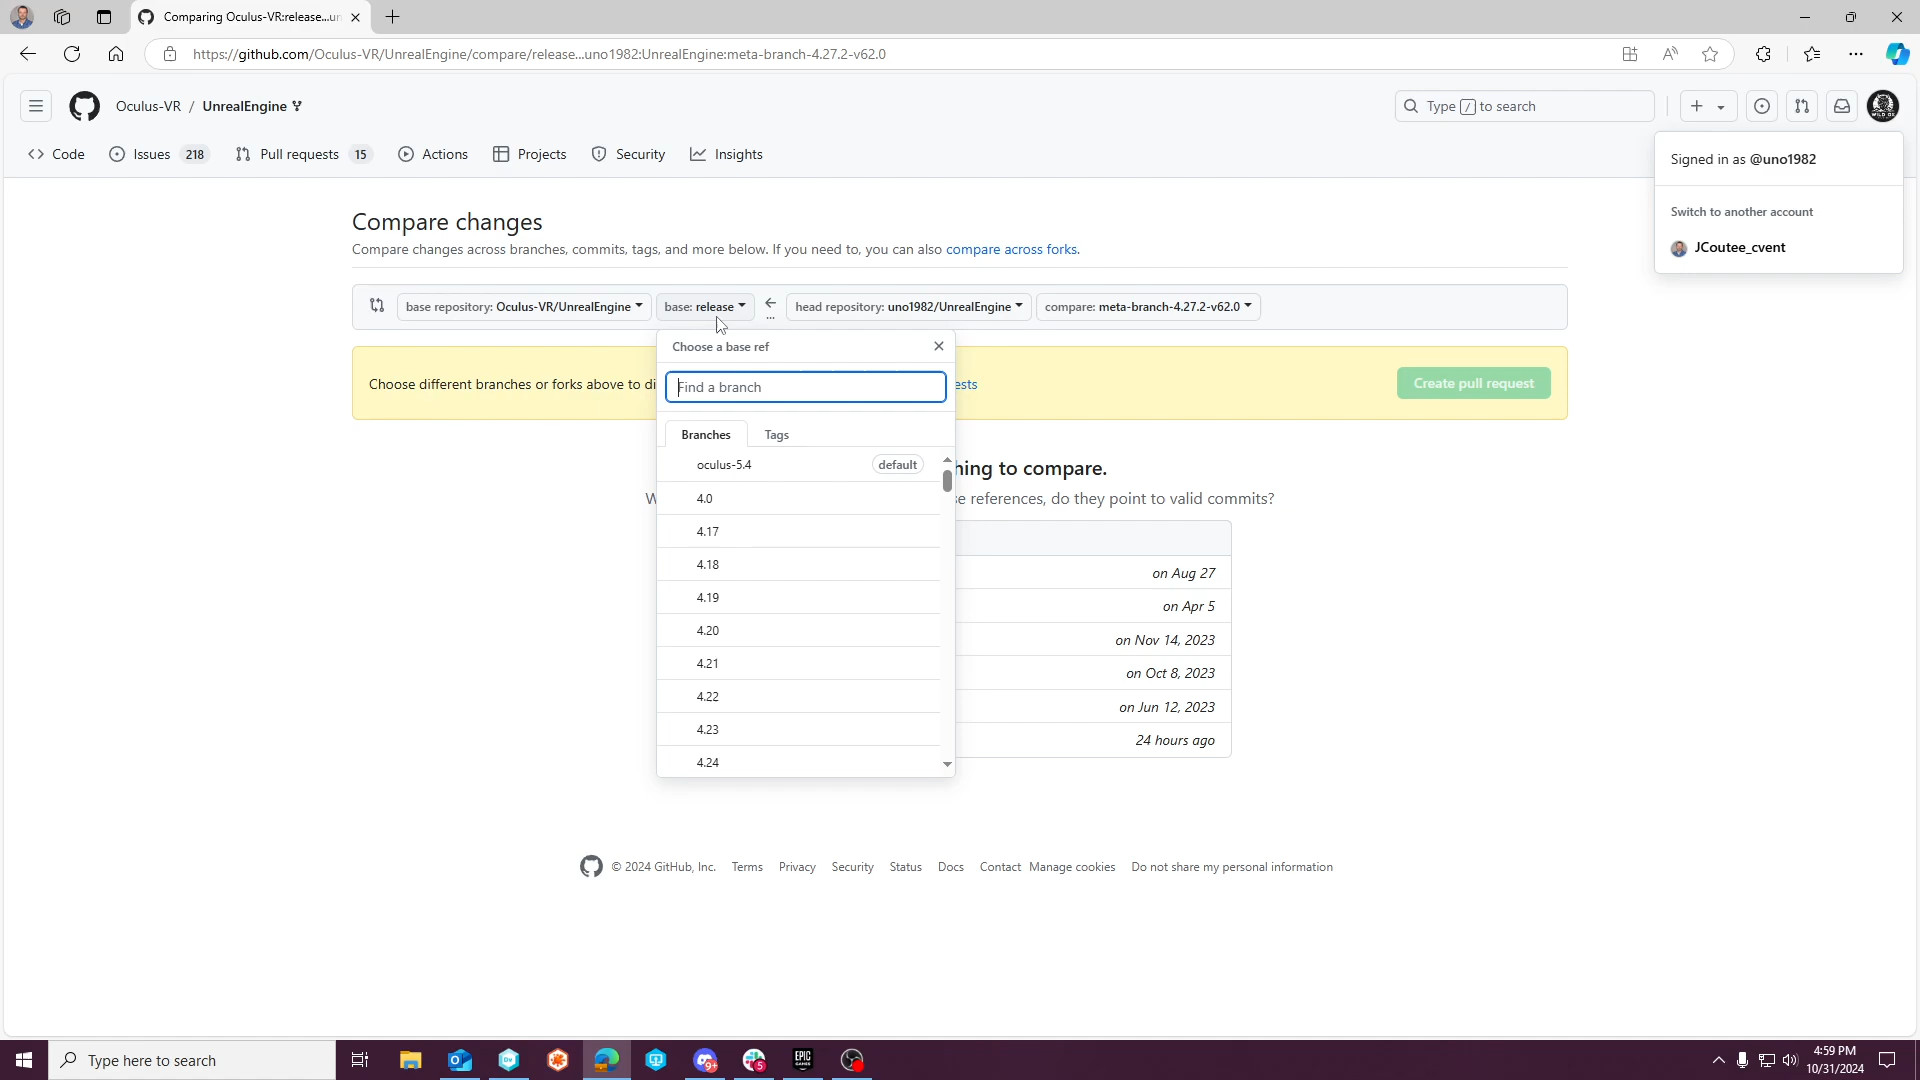 Comparing Oculus-VR:release...un
https://github.com/Oculus-VR/UnrealEngine/compare/release...uno1982:UnrealEngine:meta-branch-4.27.2-v62.0
Oculus-VR / UnrealEngine
Type / to search
Code
Issues 218
Pull requests 15
Actions
Projects
Security
Insights
Signed in as @uno1982
Switch to another account
JCoutee_cvent
Compare changes
Compare changes across branches, commits, tags, and more below. If you need to, you can also compare across forks.
base repository: Oculus-VR/UnrealEngine
base: release
...
head repository: uno1982/UnrealEngine
compare: meta-branch-4.27.2-v62.0
Choose a base ref
Choose different branches or forks above to di
ests
Create pull request
Find a branch
Branches
Tags
oculus-5.4 default
4.0
4.17
4.18
4.19
4.20
4.21
4.22
4.23
4.24
hing to compare.
se references, do they point to valid commits?
on Aug 27
on Apr 5
on Nov 14, 2023
on Oct 8, 2023
on Jun 12, 2023
24 hours ago
© 2024 GitHub, Inc.
Terms
Privacy
Security
Status
Docs
Contact
Manage cookies
Do not share my personal information
Type here to search
9+
5
EPIC GAMES
4:59 PM
10/31/2024